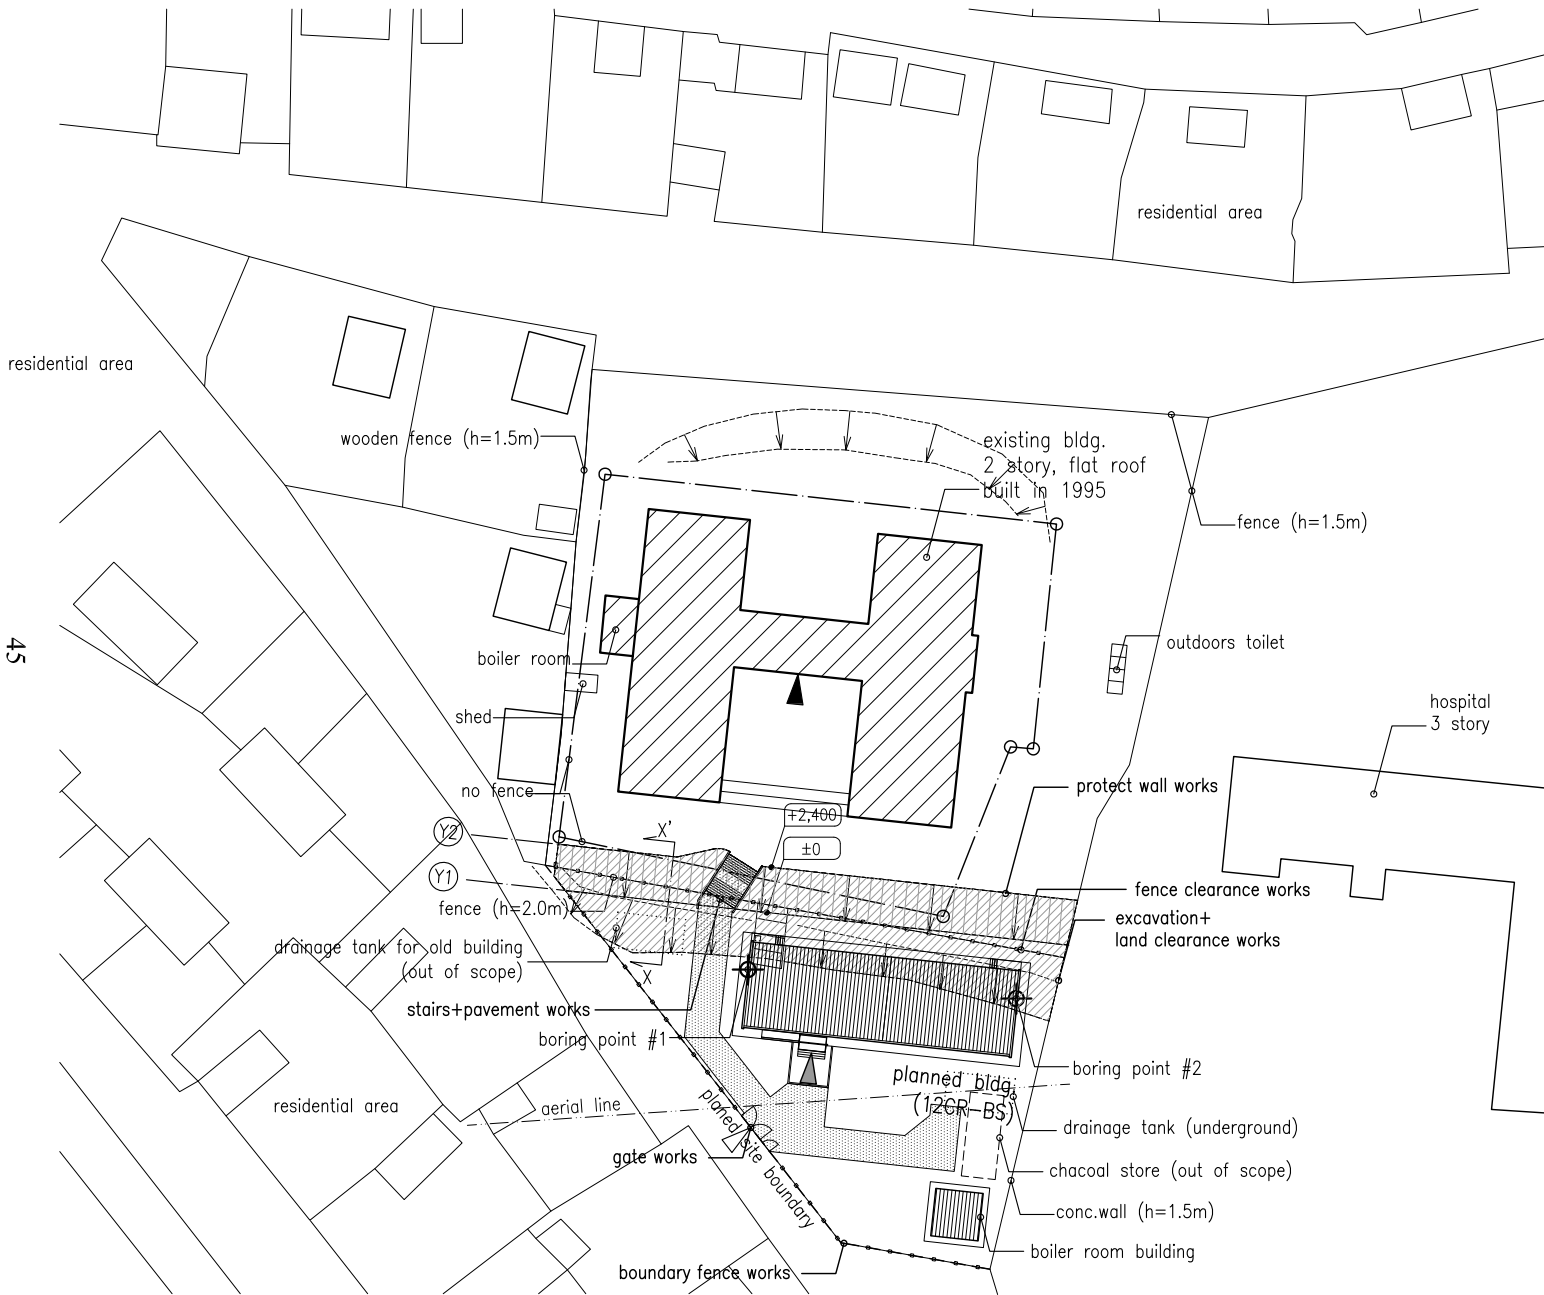 residential area
residential area
wooden fence (h=1.5m)
existing bldg.
2 story, flat roof
built in 1995
fence (h=1.5m)
45
outdoors toilet
boiler room
hospital
3 story
shed
protect wall works
no fence
+2,400
X'
Y2
±0
Y1
fence clearance works
fence (h=2.0m)
excavation+
land clearance works
drainage tank for old building
(out of scope)
X
stairs+pavement works
boring point #1
boring point #2
planned bldg.
(12CR-BS)
residential area
aerial line
drainage tank (underground)
planed site boundary
gate works
chacoal store (out of scope)
conc.wall (h=1.5m)
boiler room building
boundary fence works